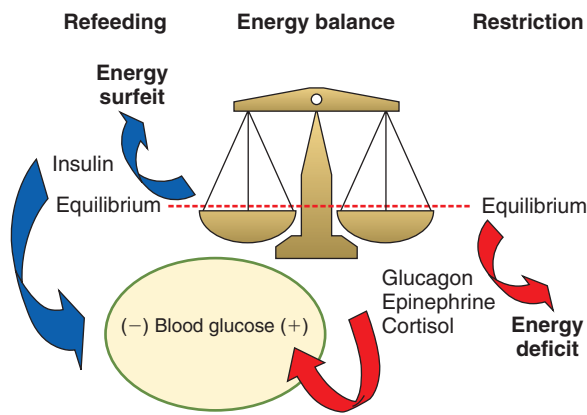 Refeeding
Energy balance
Restriction
Energy
surfeit
Insulin
Equilibrium
Equilibrium
Glucagon
Epinephrine
Cortisol
(−) Blood glucose (+)
Energy
deficit